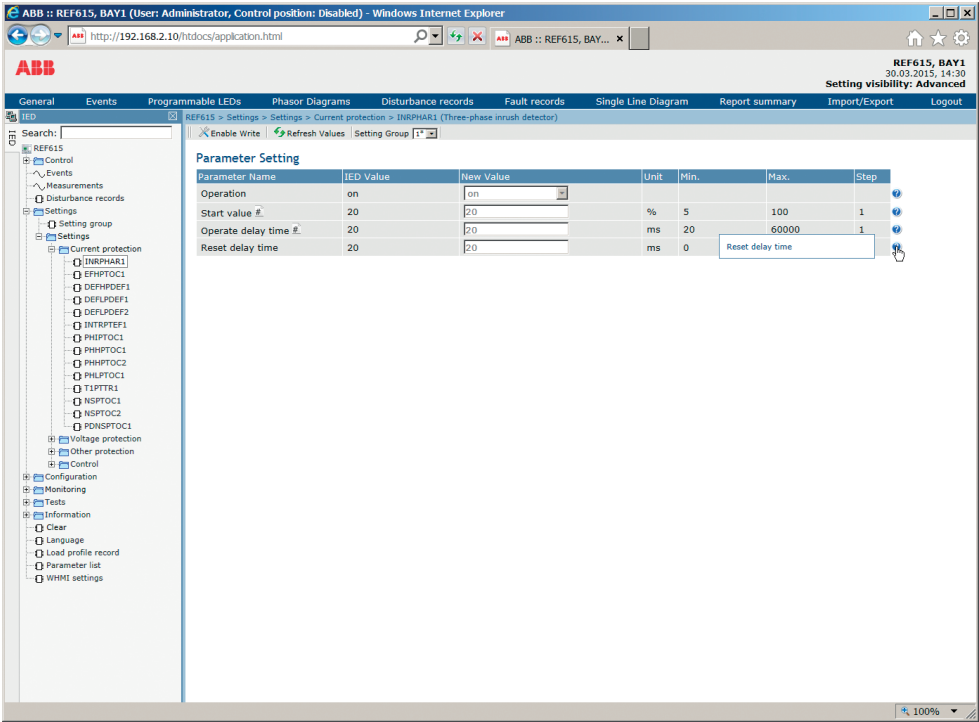 ABB :: REF615, BAY1 (User: Administrator, Control position: Disabled) - Windows Internet Explorer
http://192.168.2.10/htdocs/application.html
ABB :: REF615, BAY...
ABB
REF615, BAY1
30.03.2015, 14:30
Setting visibility: Advanced
General Events Programmable LEDs Phasor Diagrams Disturbance records Fault records Single Line Diagram Report summary Import/Export Logout
IED
IED
Search:
REF615
Control
Events
Measurements
Disturbance records
Settings
Setting group
Settings
Current protection
INRPHAR1
EFHPTOC1
DEFHPDEF1
DEFLPDEF1
DEFLPDEF2
INTRPTEF1
PHIPTOC1
PHHPTOC1
PHHPTOC2
PHLPTOC1
T1PTTR1
NSPTOC1
NSPTOC2
PDNSPTOC1
Voltage protection
Other protection
Control
Configuration
Monitoring
Tests
Information
Clear
Language
Load profile record
Parameter list
WHMI settings
REF615 > Settings > Settings > Current protection > INRPHAR1 (Three-phase inrush detector)
Enable Write Refresh Values Setting Group 1*
Parameter Setting
Parameter Name IED Value New Value Unit Min. Max. Step
Operation on on
Start value # 20 20 % 5 100 1
Operate delay time # 20 20 ms 20 60000 1
Reset delay time 20 20 ms 0
Reset delay time
100%